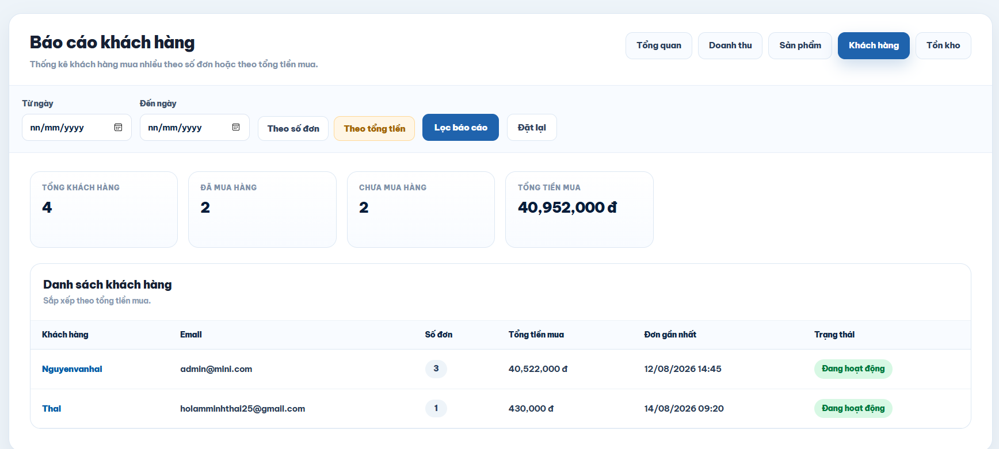 Báo cáo khách hàng
Thống kê khách hàng mua nhiều theo số đơn hoặc theo tổng tiền mua.
Tổng quan
Doanh thu
Sản phẩm
Khách hàng
Tồn kho
Từ ngày
Đến ngày
nn/mm/yyyy
nn/mm/yyyy
Theo số đơn
Theo tổng tiền
Lọc báo cáo
Đặt lại
TỔNG KHÁCH HÀNG
4
ĐÃ MUA HÀNG
2
CHƯA MUA HÀNG
2
TỔNG TIỀN MUA
40,952,000 đ
Danh sách khách hàng
Sắp xếp theo tổng tiền mua.
Khách hàng Email Số đơn Tổng tiền mua Đơn gần nhất Trạng thái
Nguyenvanhai admin@mini.com 3 40,522,000 đ 12/08/2026 14:45 Đang hoạt động
Thai holamminhthai25@gmail.com 1 430,000 đ 14/08/2026 09:20 Đang hoạt động